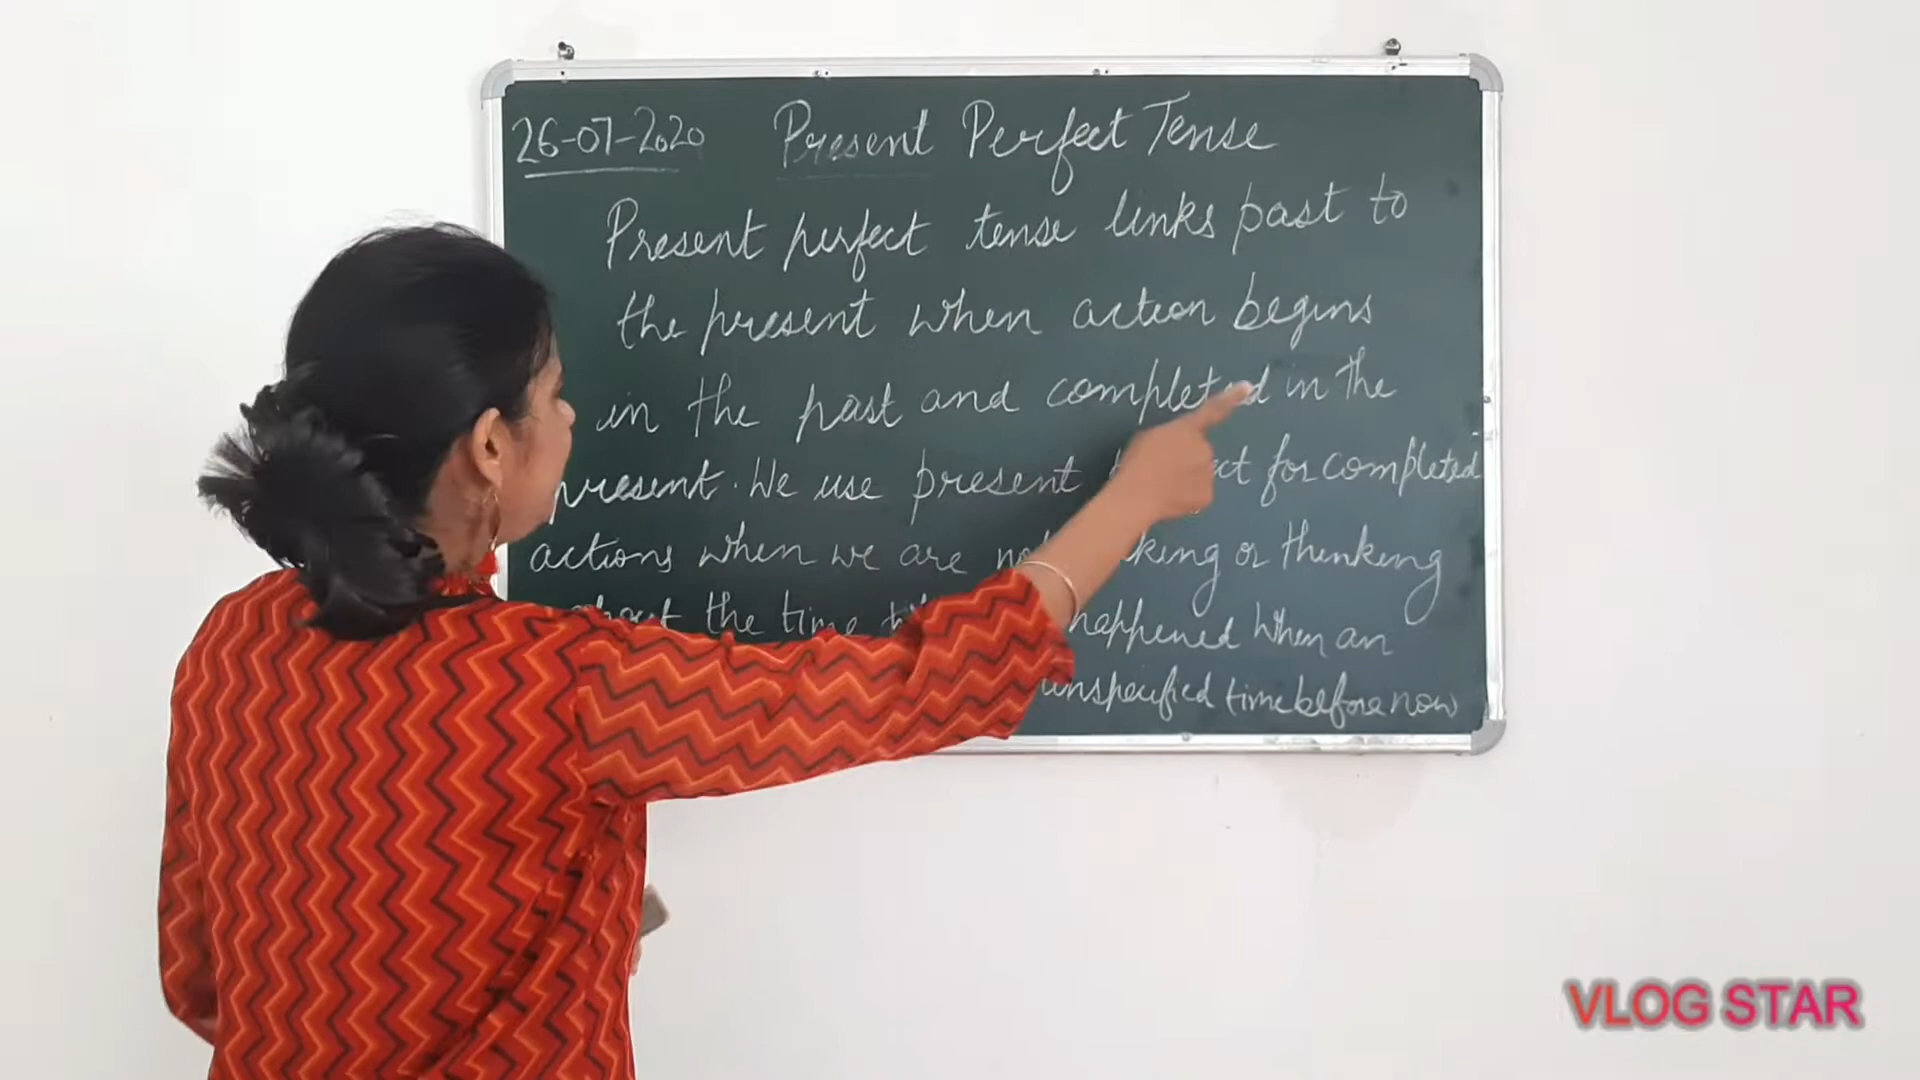 26-07-2020 Present Perfect Tense
Present perfect tense links past to
the present when action begins
in the past and completed in the
present. We use present for completed
actions when we are or thinking
about the time happened when an
unspecified time before now
VLOG STAR